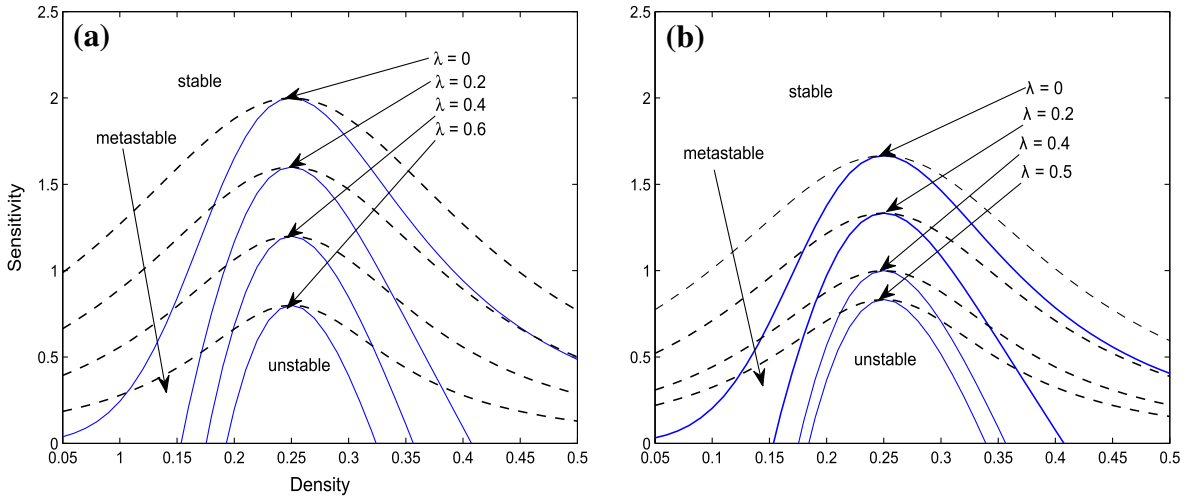 (a)
2.5
2
1.5
1
0.5
0
Sensitivity
stable
metastable
unstable
λ = 0
λ = 0.2
λ = 0.4
λ = 0.6
0.05 1 0.15 0.2 0.25 0.3 0.35 0.4 0.45 0.5
Density
(b)
2.5
2
1.5
1
0.5
0
stable
metastable
unstable
λ = 0
λ = 0.2
λ = 0.4
λ = 0.5
0.05 0.1 0.15 0.2 0.25 0.3 0.35 0.4 0.45 0.5